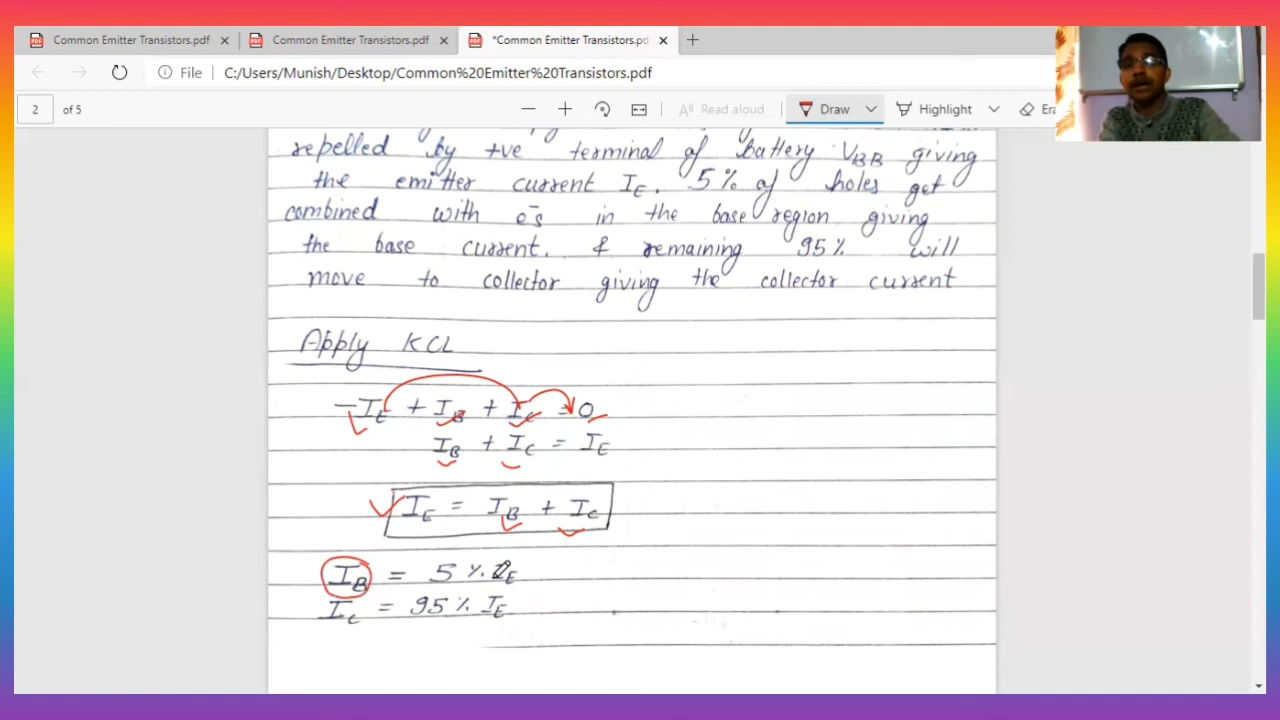 Common Emitter Transistors.pdf
Common Emitter Transistors.pdf
*Common Emitter Transistors.pd
File C:/Users/Munish/Desktop/Common%20Emitter%20Transistors.pdf
2 of 5
Read aloud
Draw
Highlight
Era
repelled by +ve terminal of battery VBB giving
the emitter current IE. 5% of holes get
combined with e̅s in the base region giving
the base current. & remaining 95% will
move to collector giving the collector current
Apply KCL
-IE + IB + IC = 0
IB + IC = IE
IE = IB + IC
IB = 5% IE
IC = 95% IE